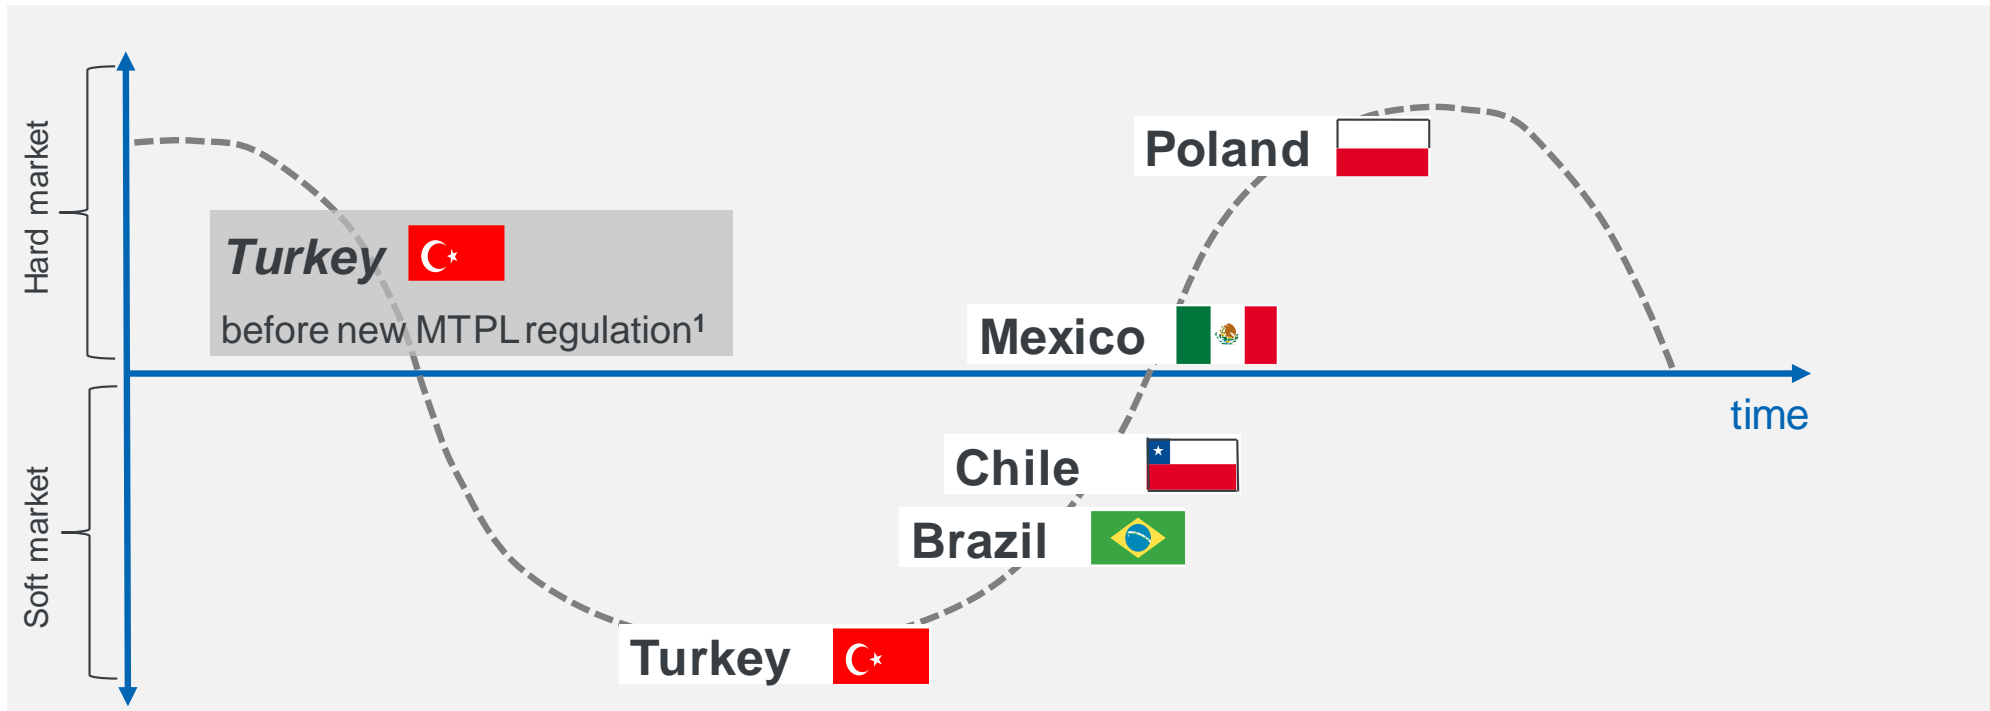 Hard market
Soft market
Turkey
before new MTPL regulation¹
Poland
Mexico
time
Chile
Brazil
Turkey